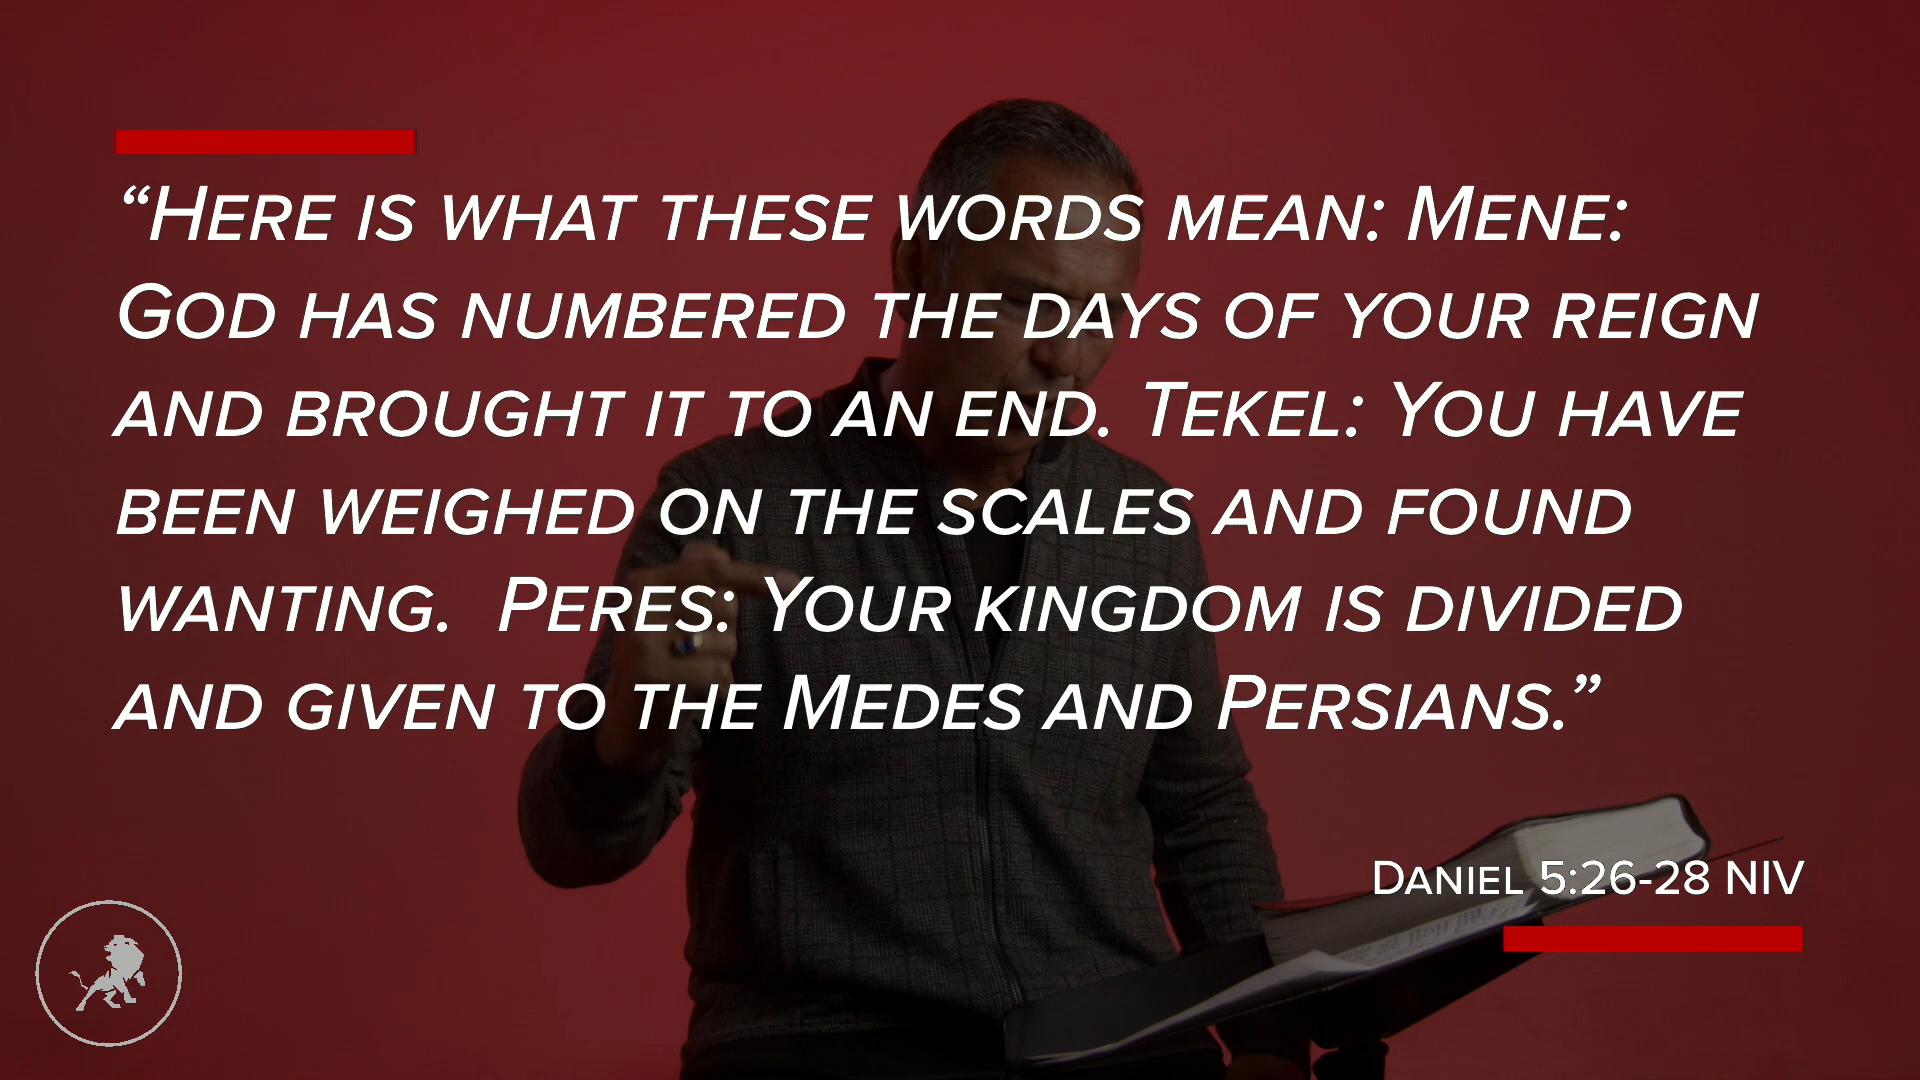 “Here is what these words mean: Mene:
God has numbered the days of your reign
and brought it to an end. Tekel: You have
been weighed on the scales and found
wanting.  Peres: Your kingdom is divided
and given to the Medes and Persians.”
Daniel 5:26-28 NIV